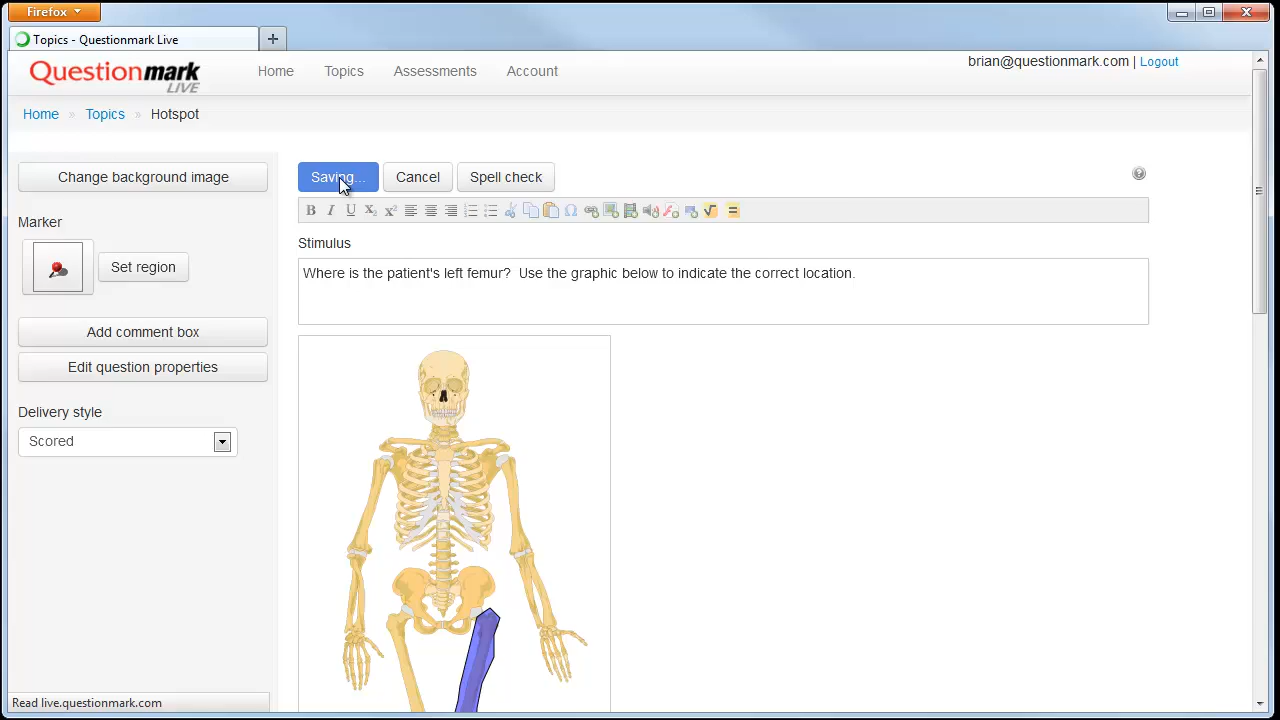 Firefox
Topics - Questionmark Live
Questionmark
LIVE
Home Topics Assessments Account
brian@questionmark.com | Logout
Home » Topics » Hotspot
Change background image
Saving... Cancel Spell check
Marker
B I U X₂ X²
Stimulus
Set region
Where is the patient's left femur? Use the graphic below to indicate the correct location.
Add comment box
Edit question properties
Delivery style
Scored
Read live.questionmark.com